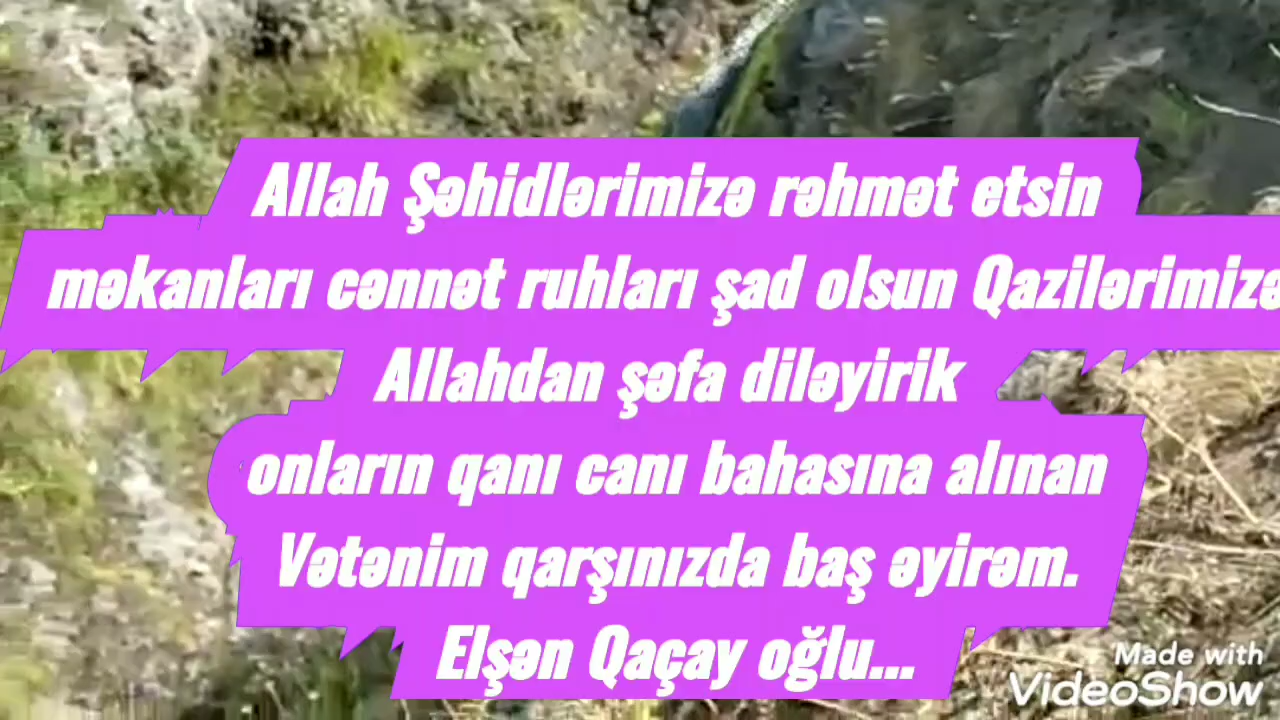 Allah Şəhidlərimizə rəhmət etsin
məkanları cənnət ruhları şad olsun Qazilərimizə
Allahdan şəfa diləyirik
onların qanı canı bahasına alınan
Vətənim qarşınızda baş əyirəm.
Elşən Qaçay oğlu...
Made with
VideoShow